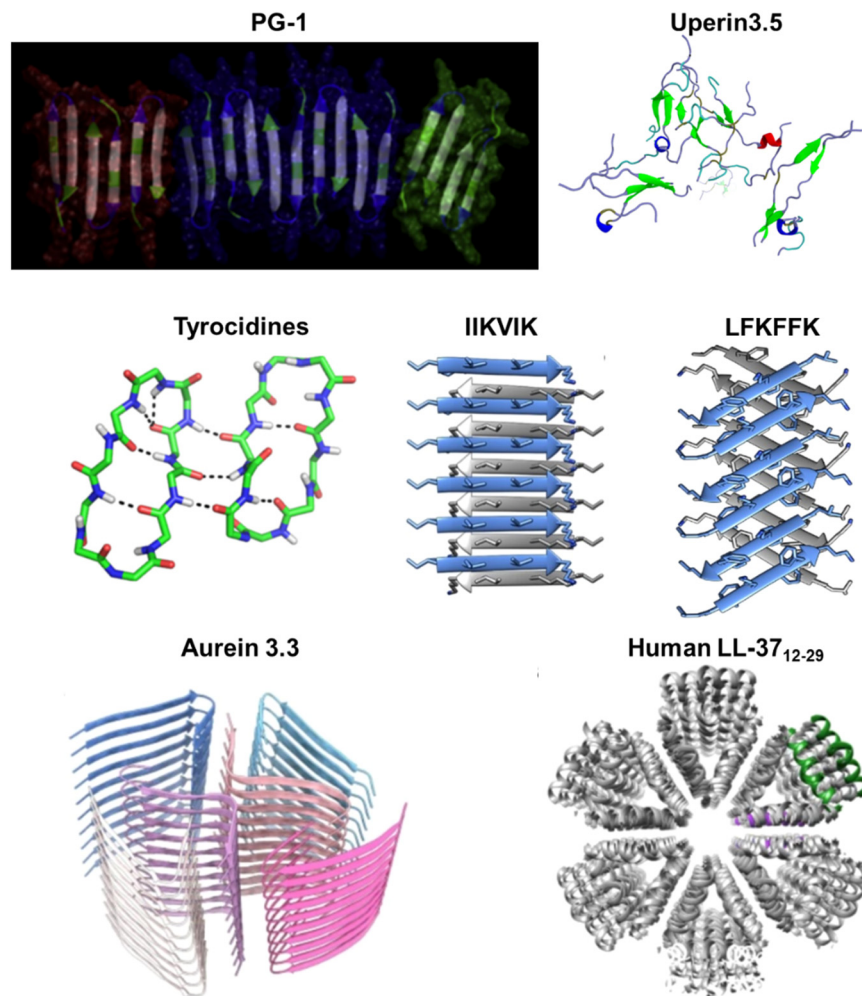 PG-1
Uperin3.5
Tyrocidines
IIKVIK
LFKFFK
Aurein 3.3
Human LL-37₁₂₋₂₉